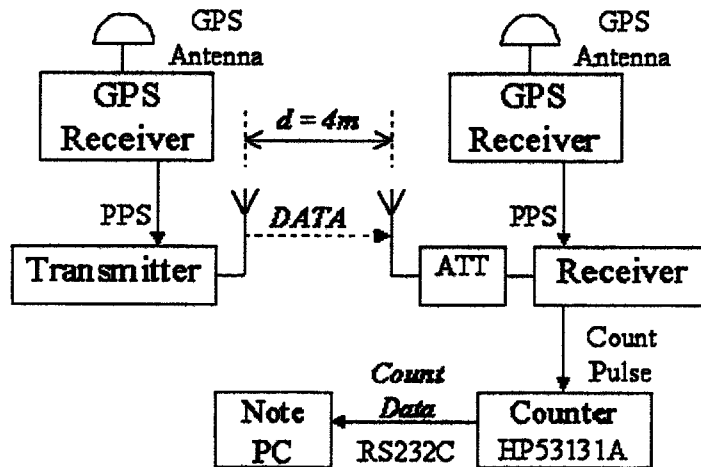 GPS
Antenna
GPS
Receiver
GPS
Antenna
GPS
Receiver
d = 4m
PPS
DATA
PPS
Transmitter
ATT
Receiver
Count
Pulse
Count
Data
RS232C
Note
PC
Counter
HP53131A